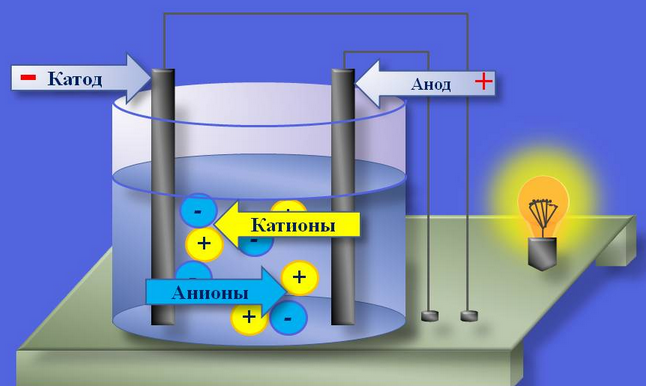 - Катод
Анод +
-
+
Катионы
+
-
-
+
Анионы
+
-